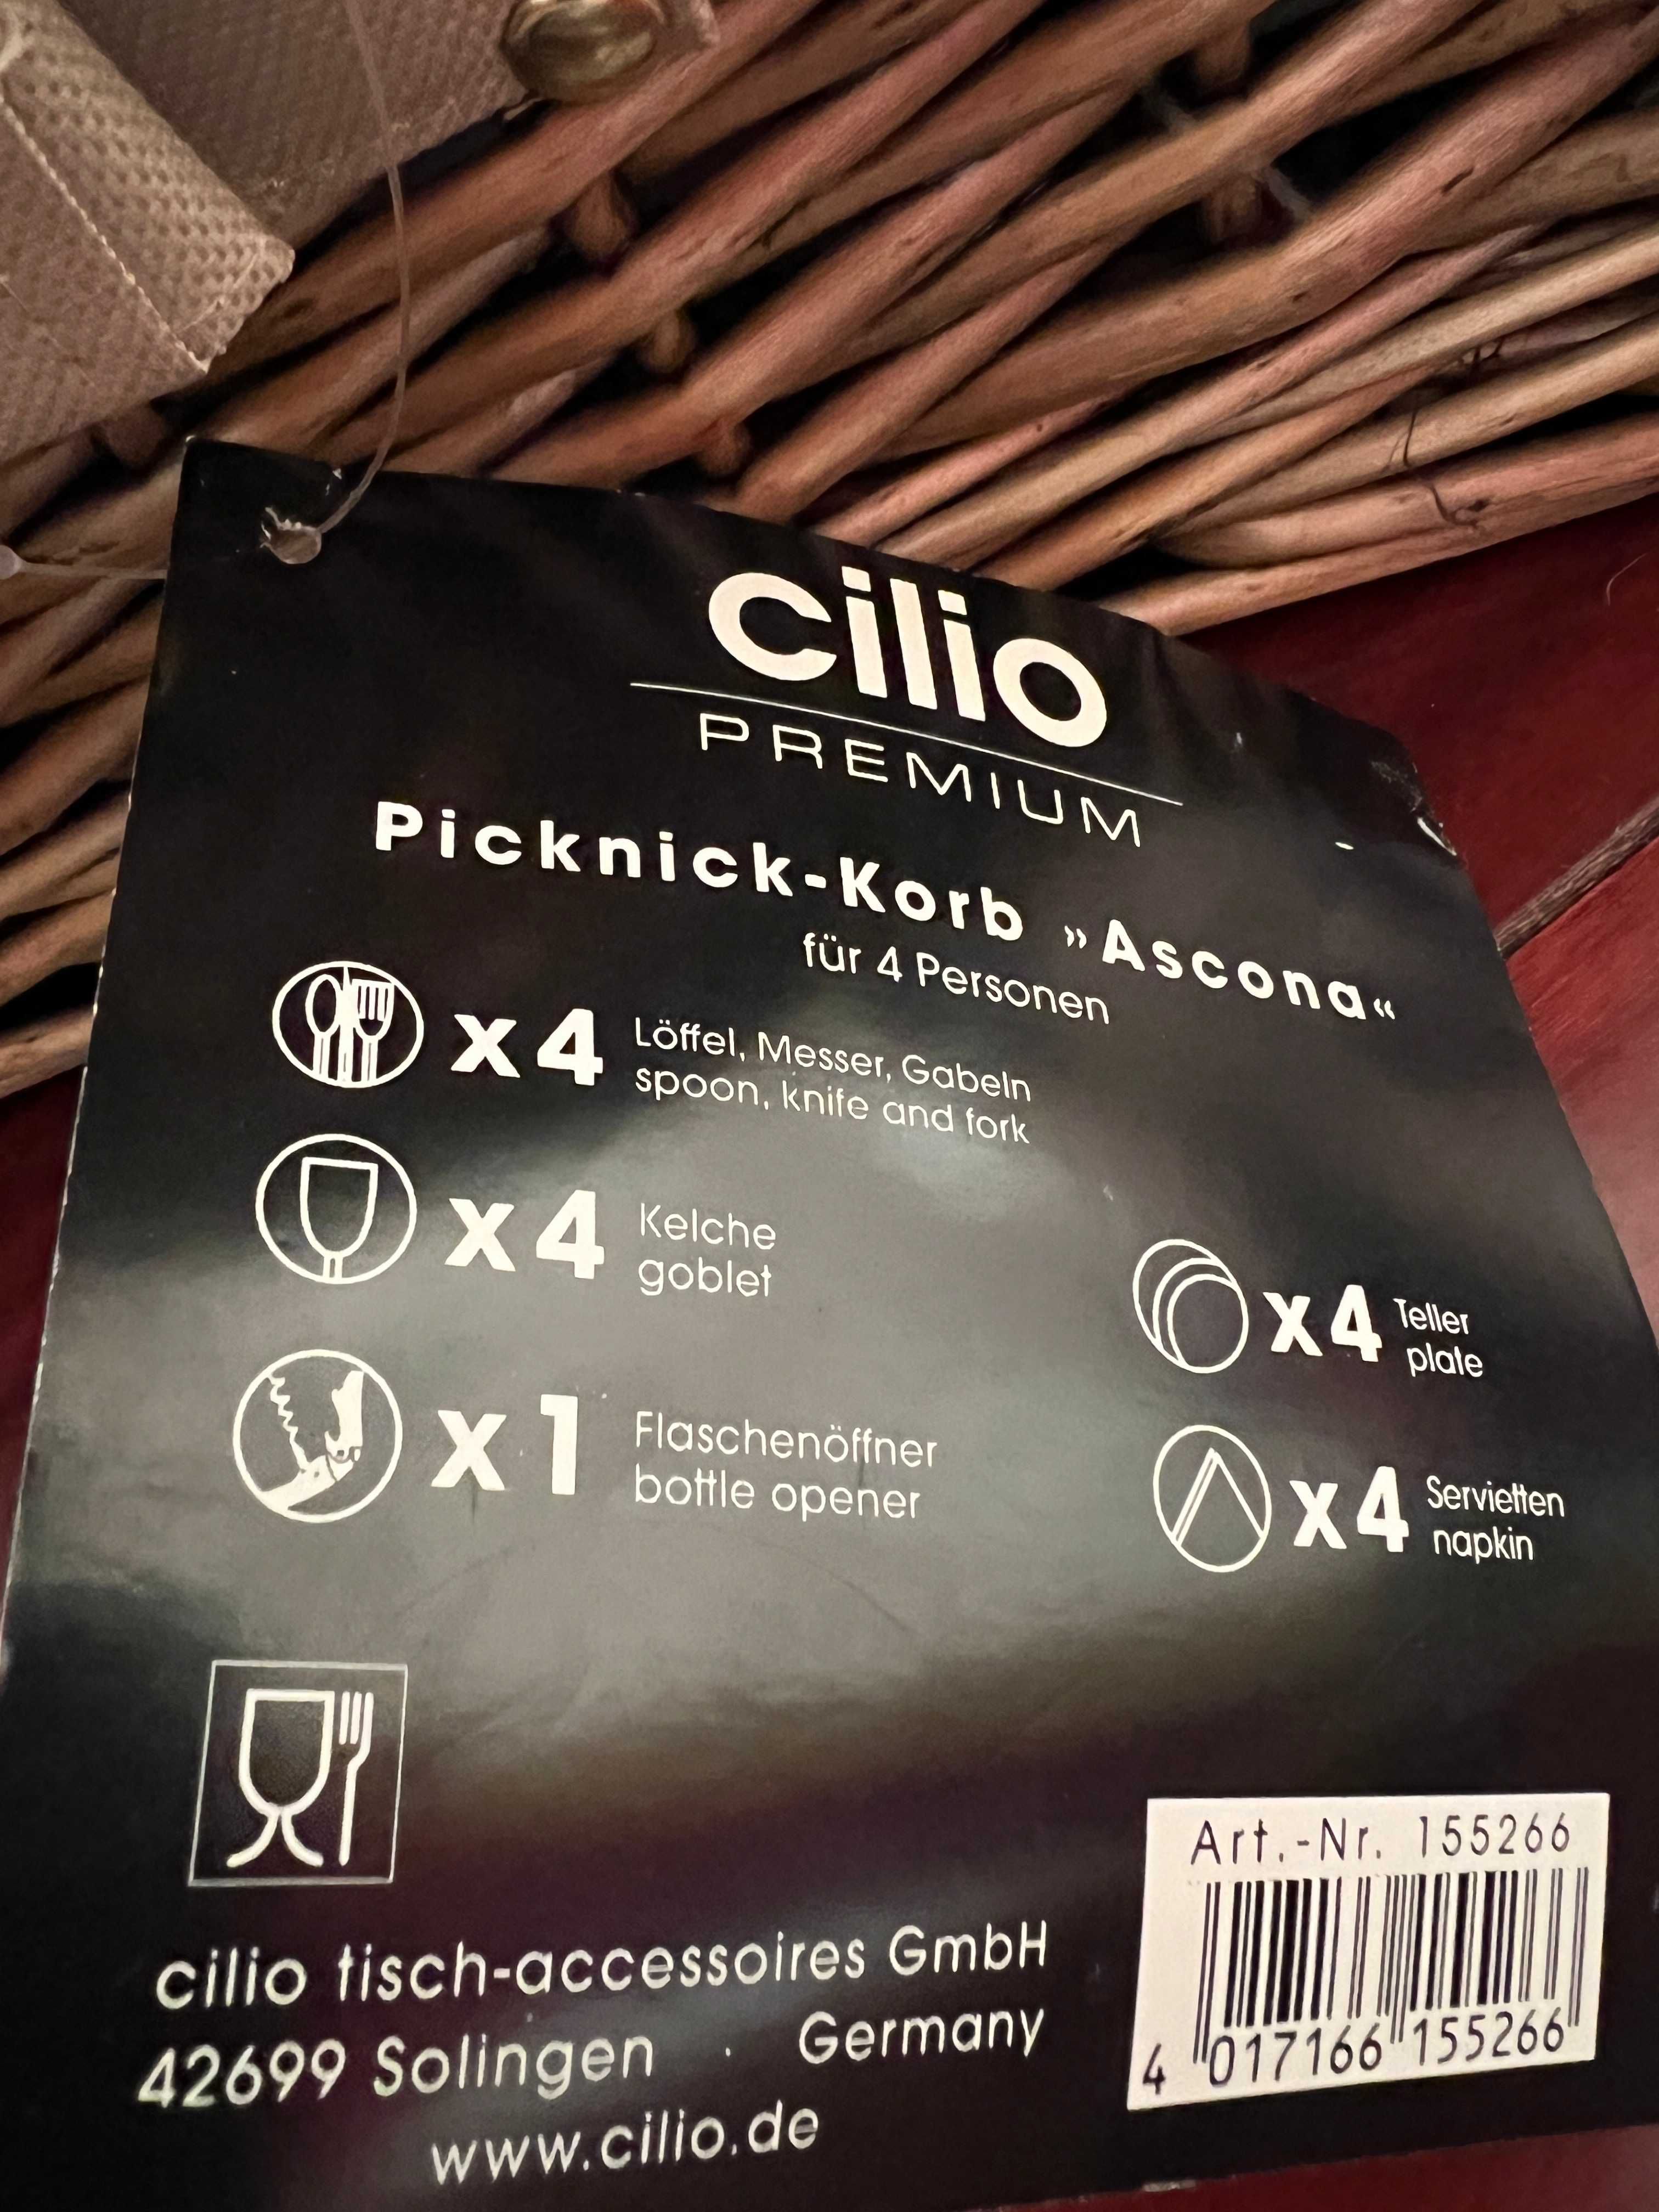 cilio
PREMIUM
Picknick-Korb »Ascona«
für 4 Personen
x4 Löffel, Messer, Gabeln
spoon, knife and fork
x4 Kelche
goblet
x4 Teller
plate
x1 Flaschenöffner
bottle opener
x4 Servietten
napkin
Art.-Nr. 155266
4 017166 155266
cilio tisch-accessoires GmbH
42699 Solingen · Germany
www.cilio.de